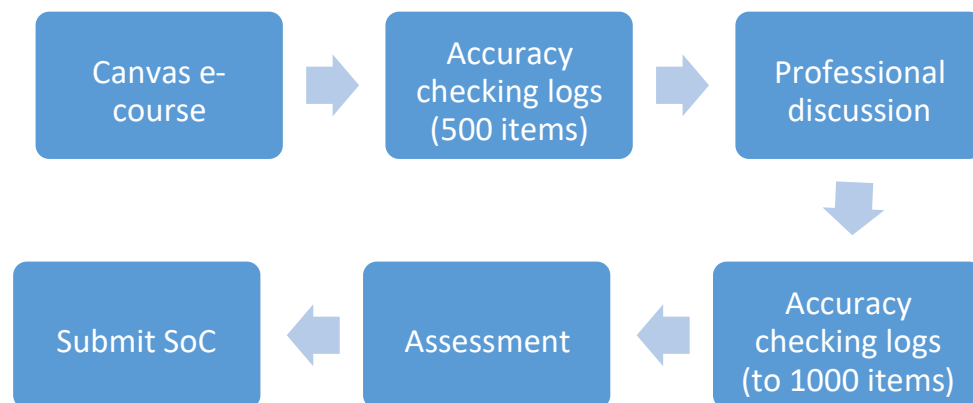 Canvas e-
course
Accuracy
checking logs
(500 items)
Professional
discussion
Accuracy
checking logs
(to 1000 items)
Assessment
Submit SoC